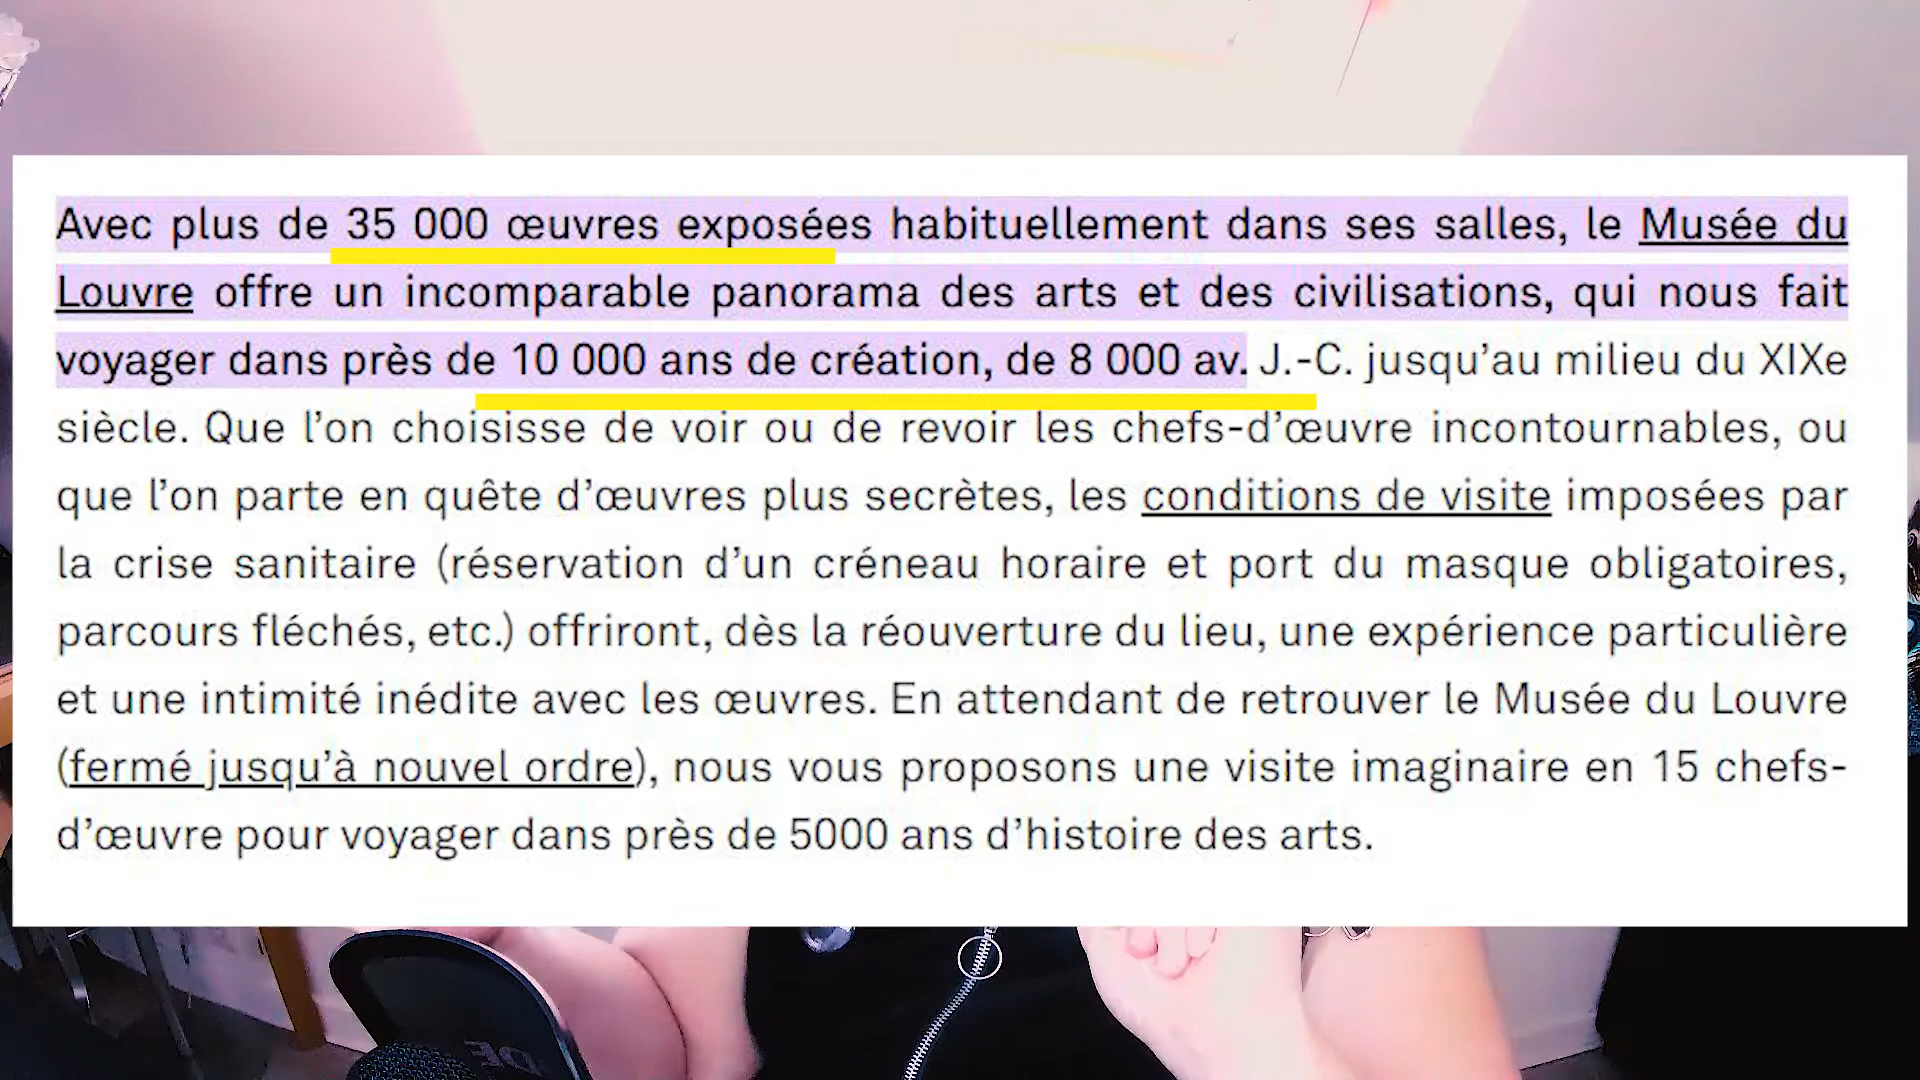 Avec plus de 35 000 œuvres exposées habituellement dans ses salles, le Musée du
Louvre offre un incomparable panorama des arts et des civilisations, qui nous fait
voyager dans près de 10 000 ans de création, de 8 000 av. J.-C. jusqu’au milieu du XIXe
siècle. Que l’on choisisse de voir ou de revoir les chefs-d’œuvre incontournables, ou
que l’on parte en quête d’œuvres plus secrètes, les conditions de visite imposées par
la crise sanitaire (réservation d’un créneau horaire et port du masque obligatoires,
parcours fléchés, etc.) offriront, dès la réouverture du lieu, une expérience particulière
et une intimité inédite avec les œuvres. En attendant de retrouver le Musée du Louvre
(fermé jusqu’à nouvel ordre), nous vous proposons une visite imaginaire en 15 chefs-
d’œuvre pour voyager dans près de 5000 ans d’histoire des arts.